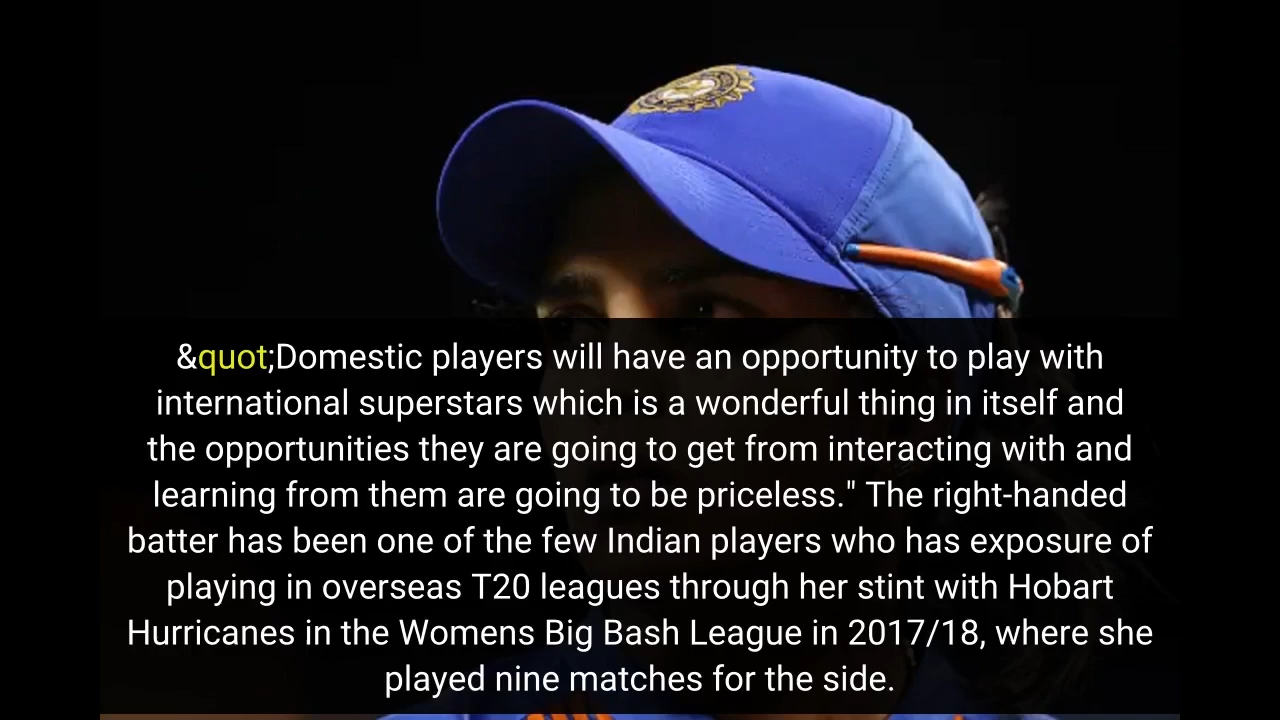 &quot;Domestic players will have an opportunity to play with
international superstars which is a wonderful thing in itself and
the opportunities they are going to get from interacting with and
learning from them are going to be priceless." The right-handed
batter has been one of the few Indian players who has exposure of
playing in overseas T20 leagues through her stint with Hobart
Hurricanes in the Womens Big Bash League in 2017/18, where she
played nine matches for the side.